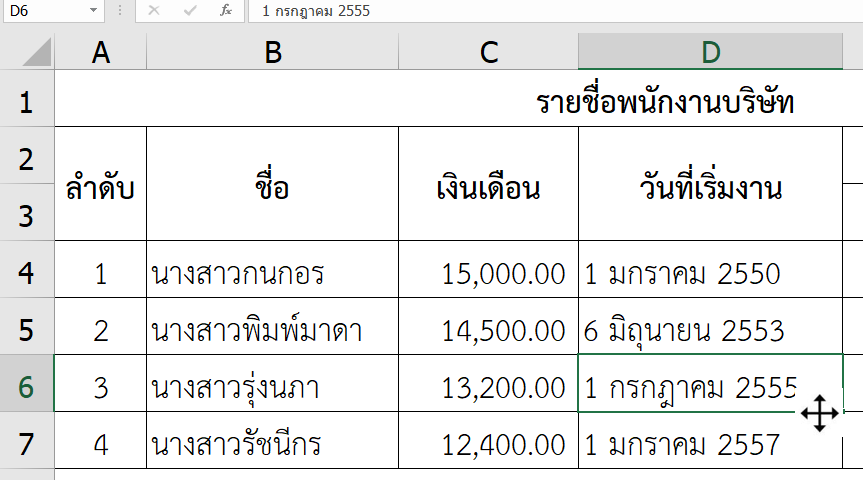 D6 fx 1 กรกฎาคม 2555
A B C D
1 รายชื่อพนักงานบริษัท
2
ลำดับ ชื่อ เงินเดือน วันที่เริ่มงาน
3
4 1 นางสาวกนกอร 15,000.00 1 มกราคม 2550
5 2 นางสาวพิมพ์มาดา 14,500.00 6 มิถุนายน 2553
6 3 นางสาวรุ่งนภา 13,200.00 1 กรกฎาคม 2555
7 4 นางสาวรัชนีกร 12,400.00 1 มกราคม 2557